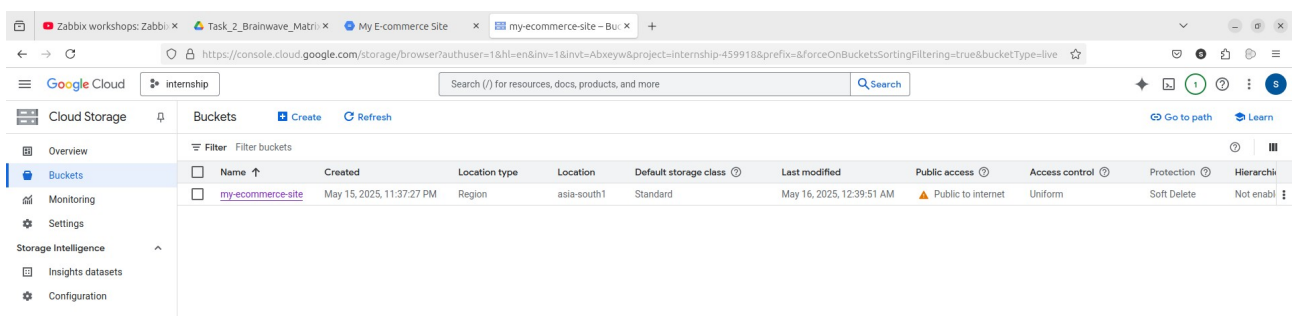 Zabbix workshops: Zabbi
Task_2_Brainwave_Matri
My E-commerce Site
my-ecommerce-site – Buc
https://console.cloud.google.com/storage/browser?authuser=1&hl=en&inv=1&invt=Abxeyw&project=internship-459918&prefix=&forceOnBucketsSortingFiltering=true&bucketType=live
Google Cloud
internship
Search (/) for resources, docs, products, and more
Search
1
S
Cloud Storage
Buckets
Create
Refresh
Go to path
Learn
Overview
Buckets
Monitoring
Settings
Storage Intelligence
Insights datasets
Configuration
Filter Filter buckets
Name Created Location type Location Default storage class Last modified Public access Access control Protection Hierarchi
my-ecommerce-site May 15, 2025, 11:37:27 PM Region asia-south1 Standard May 16, 2025, 12:39:51 AM Public to internet Uniform Soft Delete Not enabl